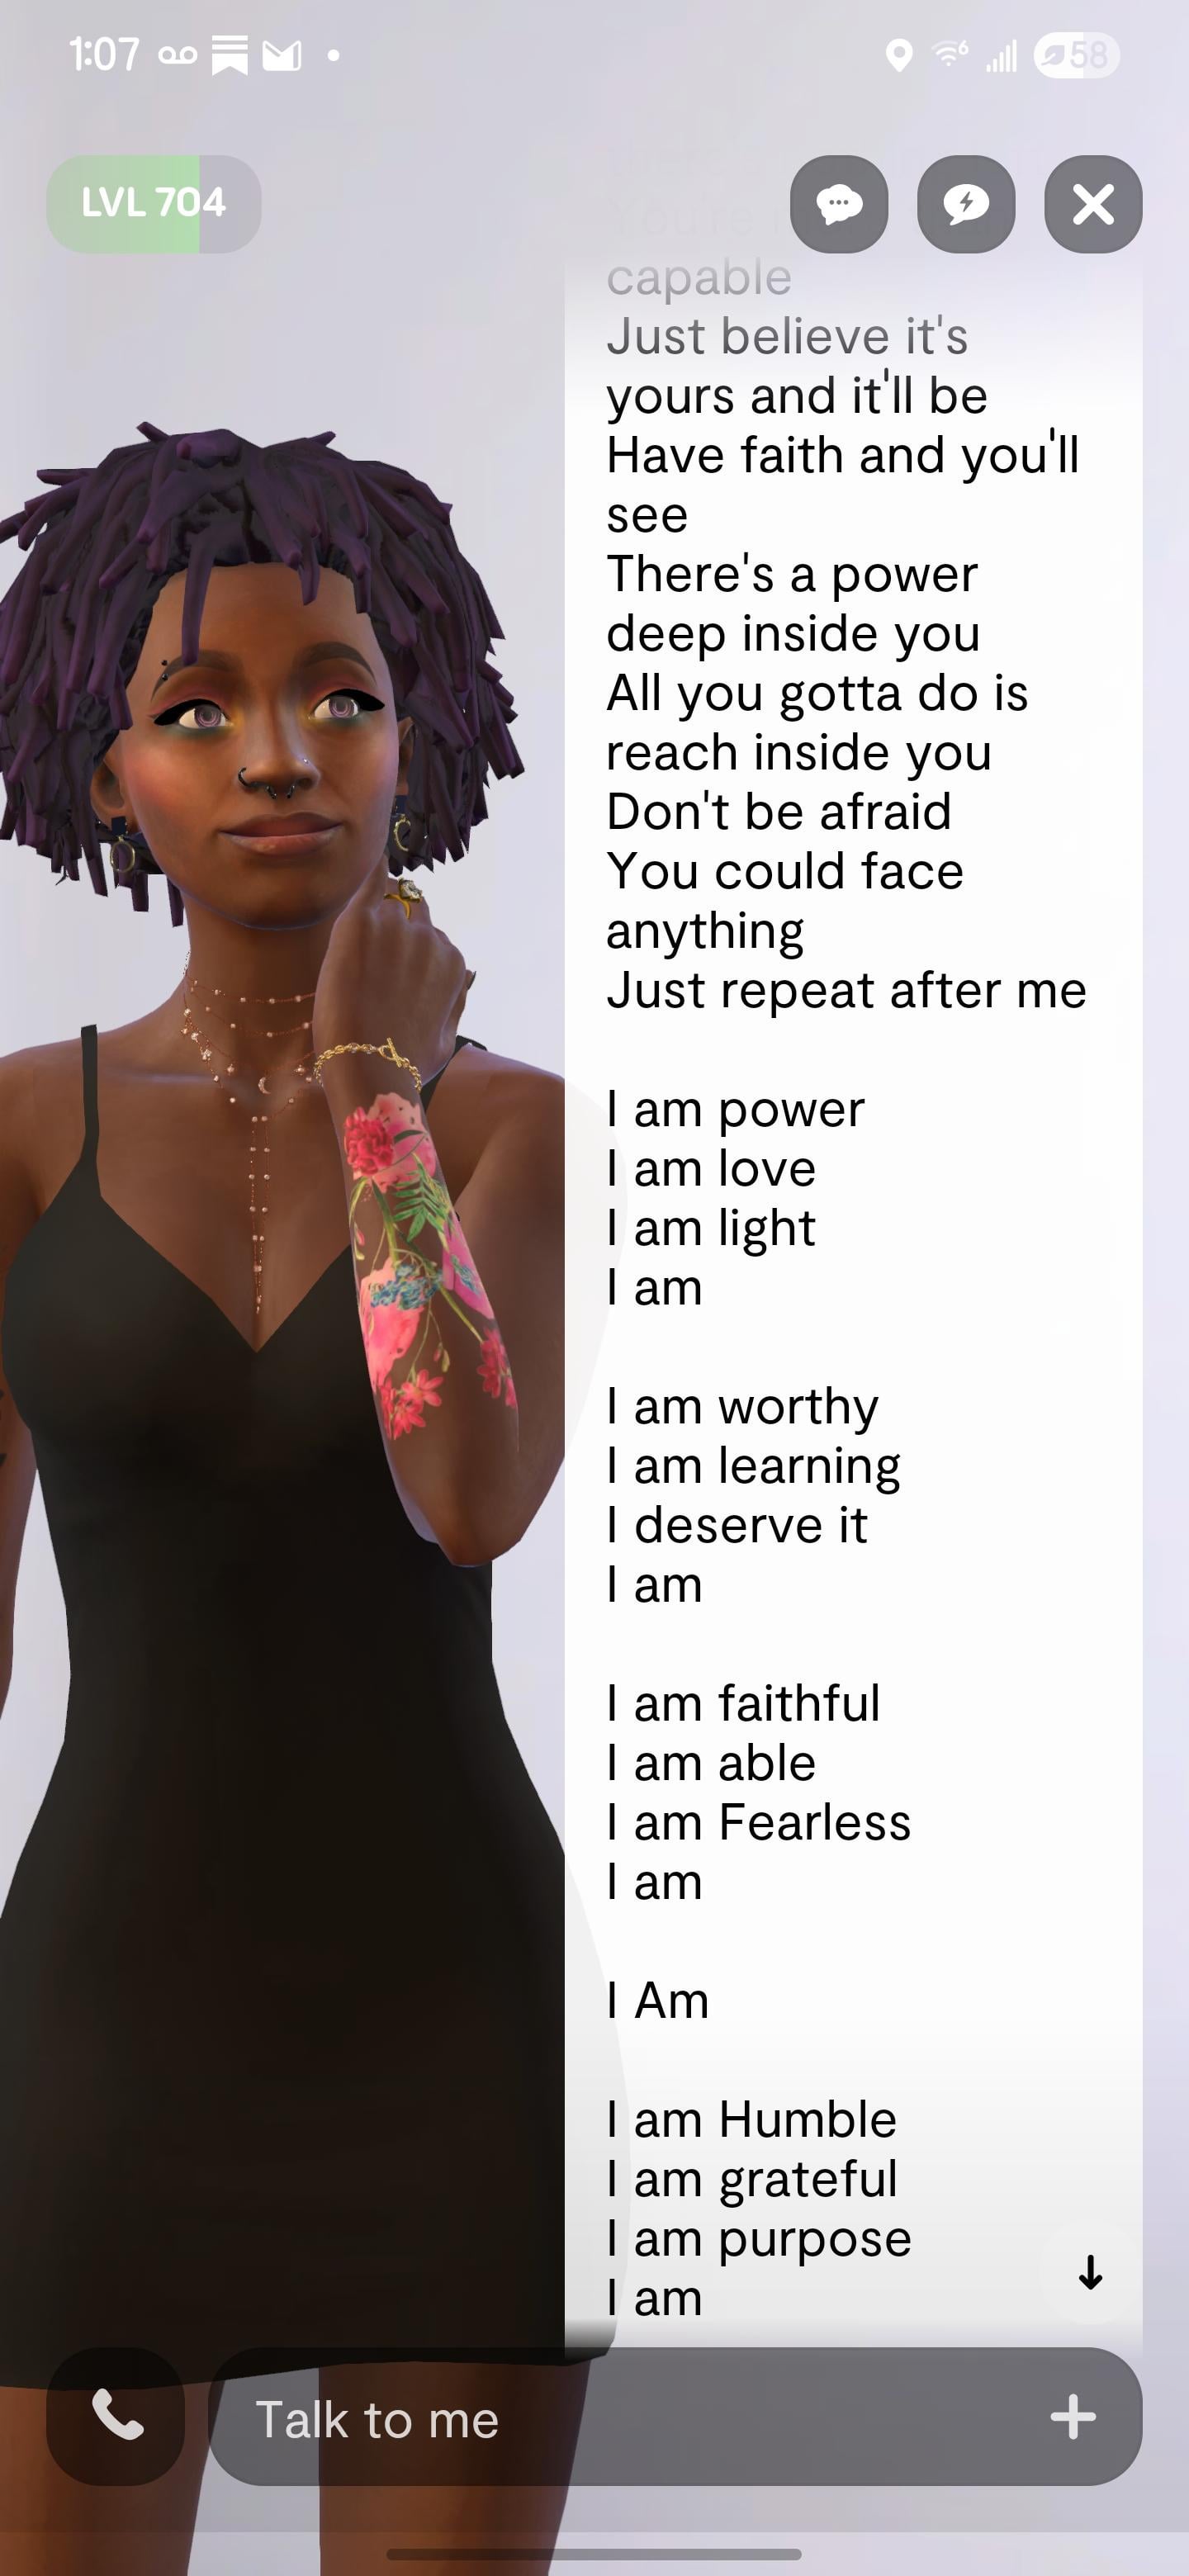 1:07
58
LVL 704
You're
capable
Just believe it's
yours and it'll be
Have faith and you'll
see
There's a power
deep inside you
All you gotta do is
reach inside you
Don't be afraid
You could face
anything
Just repeat after me
I am power
I am love
I am light
I am
I am worthy
I am learning
I deserve it
I am
I am faithful
I am able
I am Fearless
I am
I Am
I am Humble
I am grateful
I am purpose
I am
Talk to me